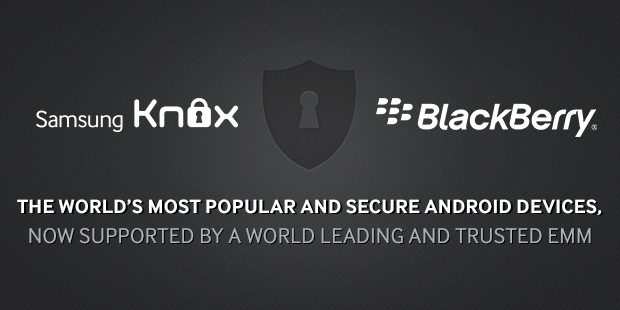 Samsung Knox
BlackBerry®
THE WORLD'S MOST POPULAR AND SECURE ANDROID DEVICES,
NOW SUPPORTED BY A WORLD LEADING AND TRUSTED EMM